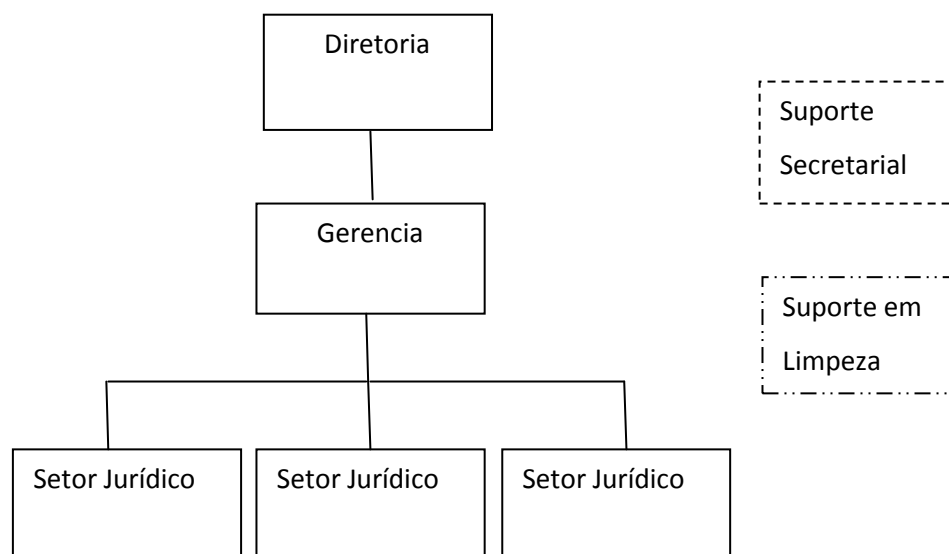 Diretoria
Suporte
Secretarial
Gerencia
Suporte em
Limpeza
Setor Jurídico
Setor Jurídico
Setor Jurídico